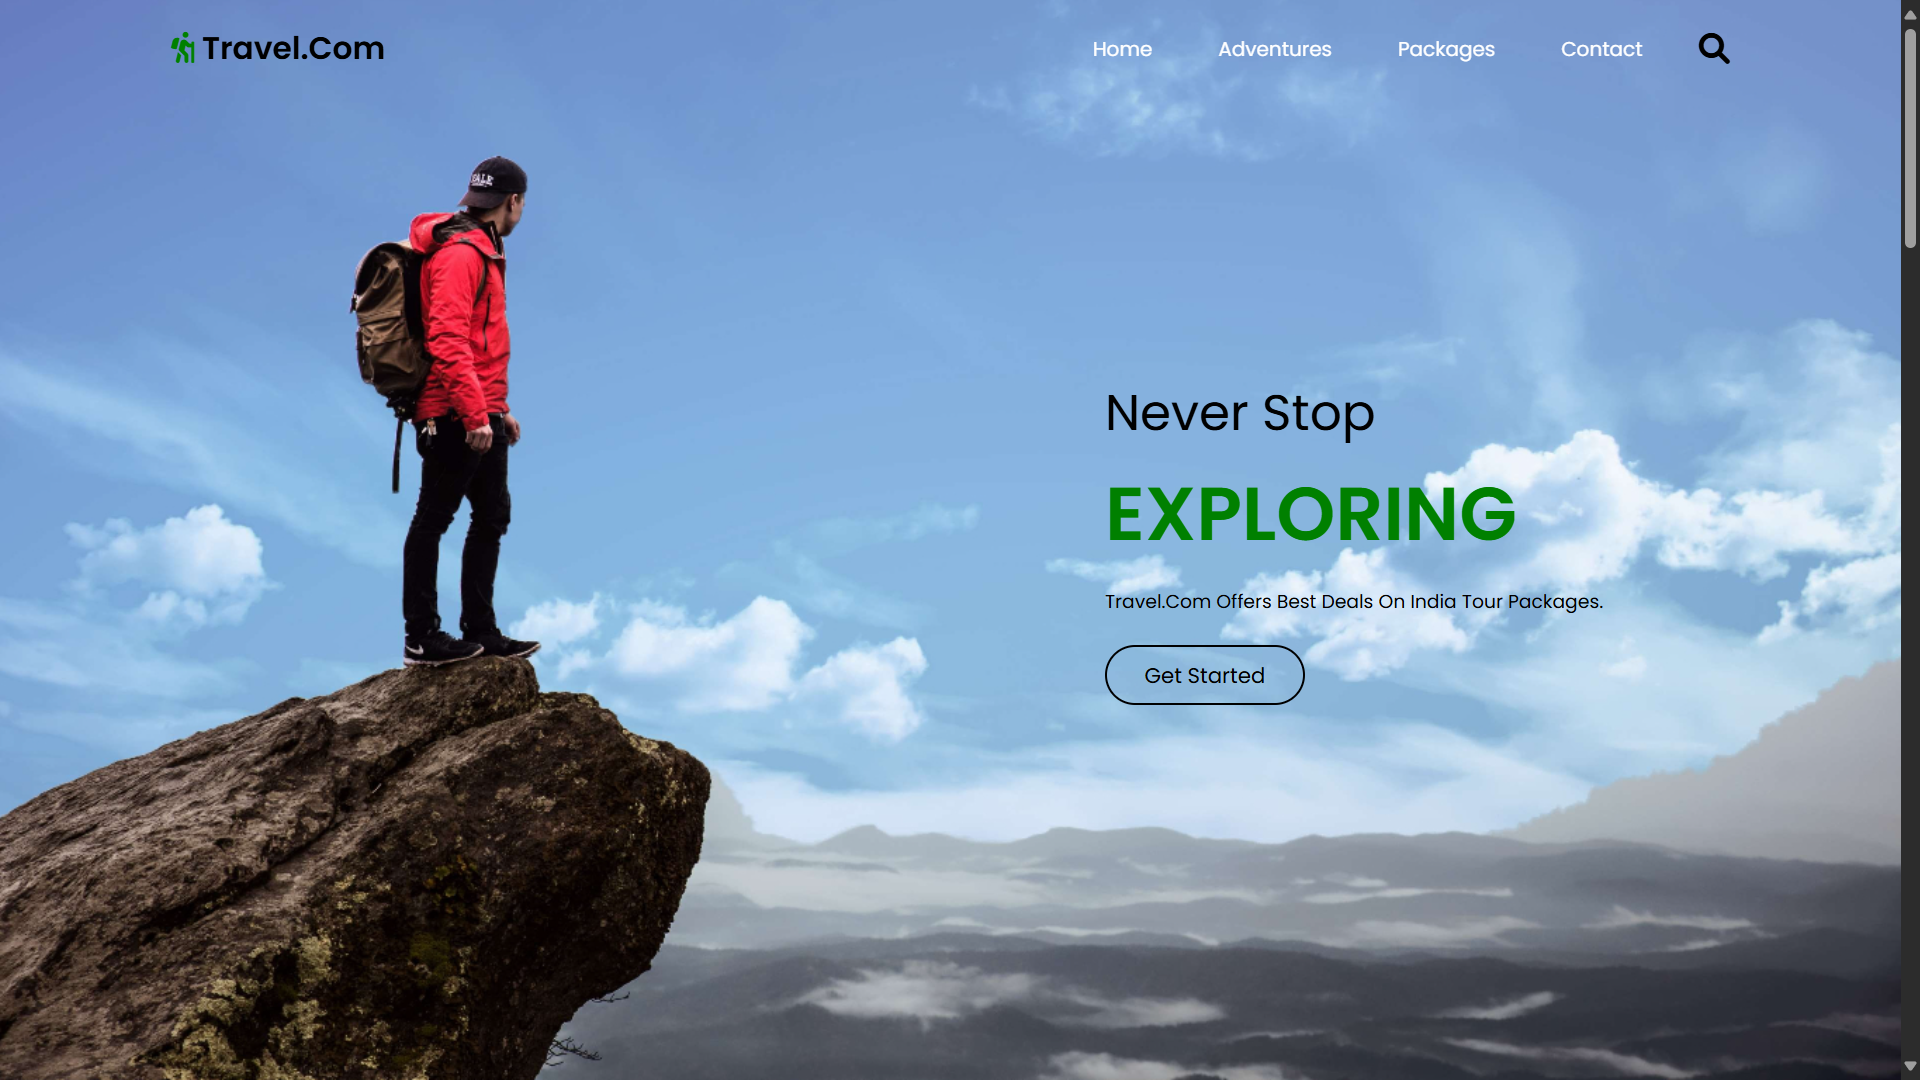 Travel.Com
Home Adventures Packages Contact
Never Stop
EXPLORING
Travel.Com Offers Best Deals On India Tour Packages.
Get Started